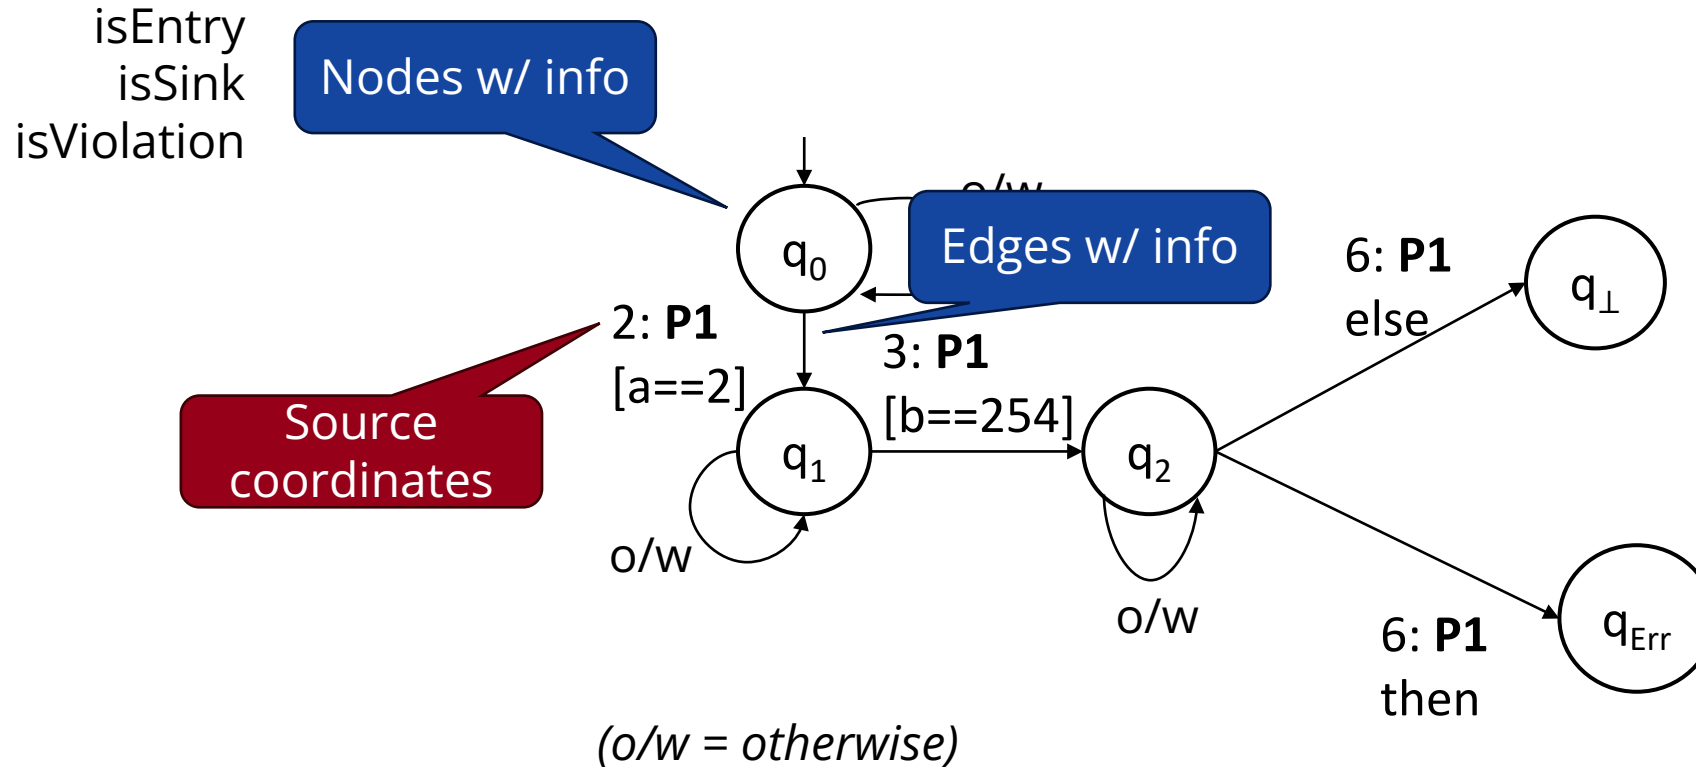 isEntry
isSink
isViolation
Nodes w/ info
o/w
q0
Edges w/ info
6: P1
else
q⊥
2: P1
[a==2]
3: P1
[b==254]
Source
coordinates
q1
q2
o/w
o/w
6: P1
then
qErr
(o/w = otherwise)